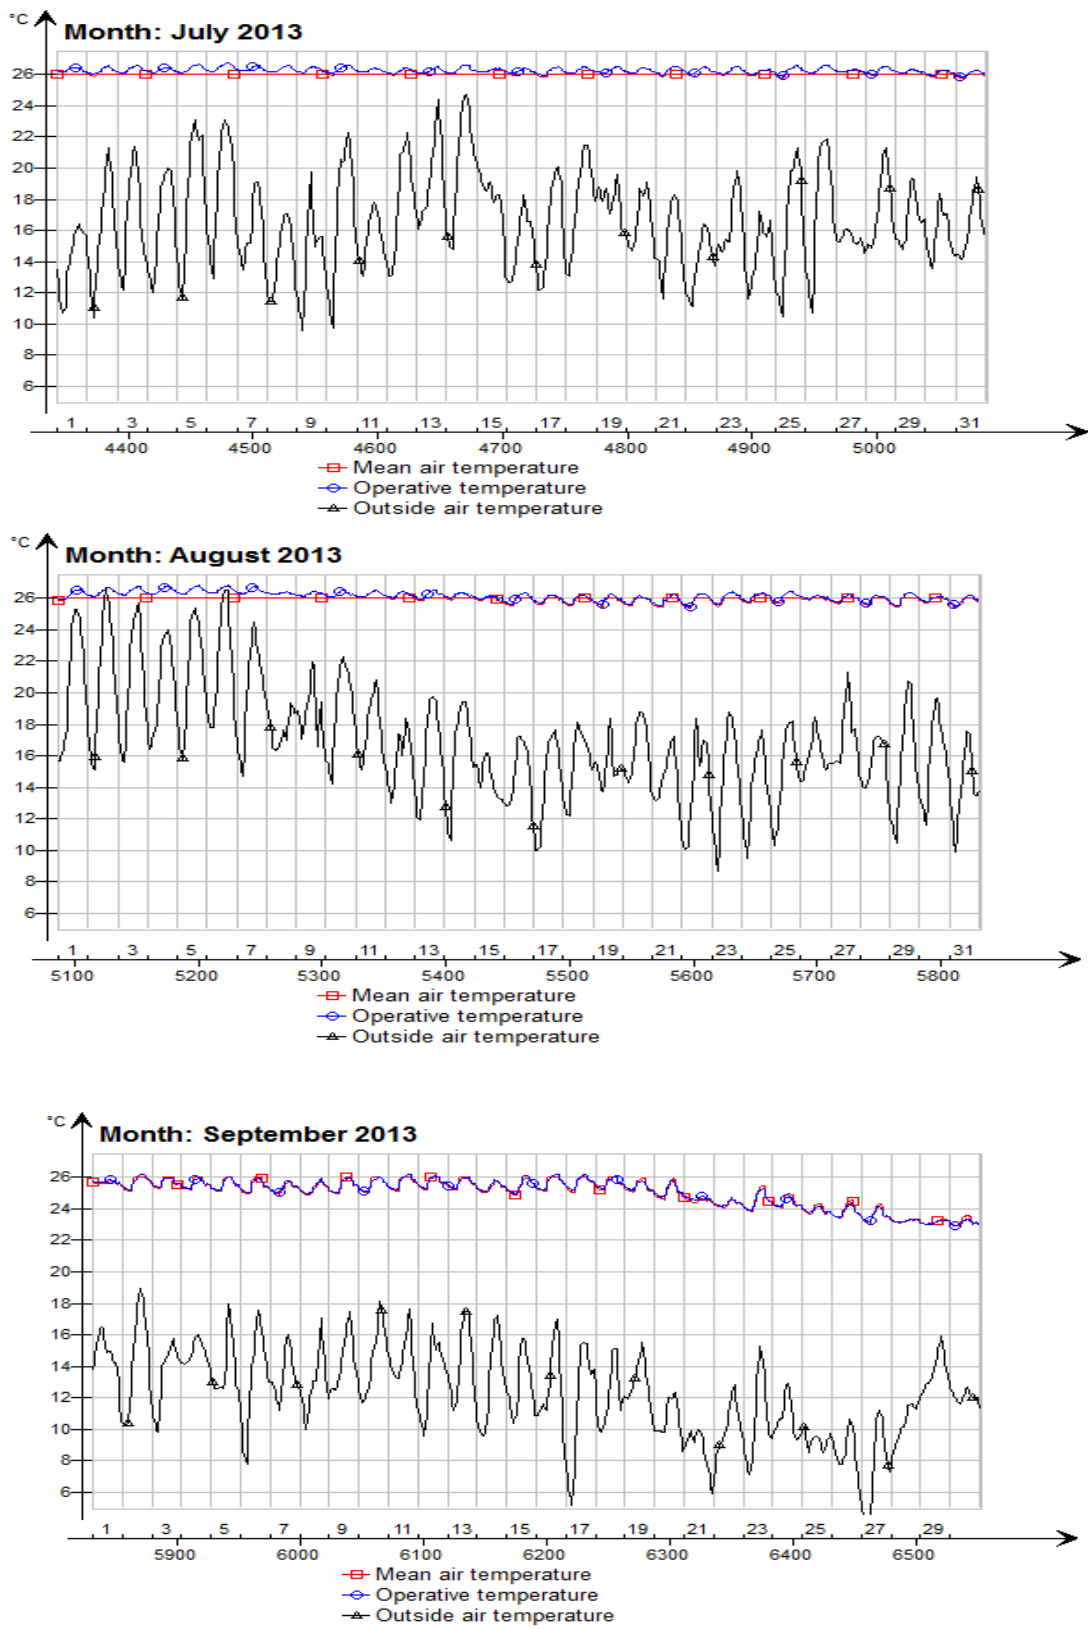 °C
Month: July 2013
26
24
22
20
18
16
14
12
10
8
6
1 3 5 7 9 11 13 15 17 19 21 23 25 27 29 31
4400 4500 4600 4700 4800 4900 5000
Mean air temperature
Operative temperature
Outside air temperature
°C
Month: August 2013
26
24
22
20
18
16
14
12
10
8
6
1 3 5 7 9 11 13 15 17 19 21 23 25 27 29 31
5100 5200 5300 5400 5500 5600 5700 5800
Mean air temperature
Operative temperature
Outside air temperature
°C
Month: September 2013
26
24
22
20
18
16
14
12
10
8
6
1 3 5 7 9 11 13 15 17 19 21 23 25 27 29
5900 6000 6100 6200 6300 6400 6500
Mean air temperature
Operative temperature
Outside air temperature